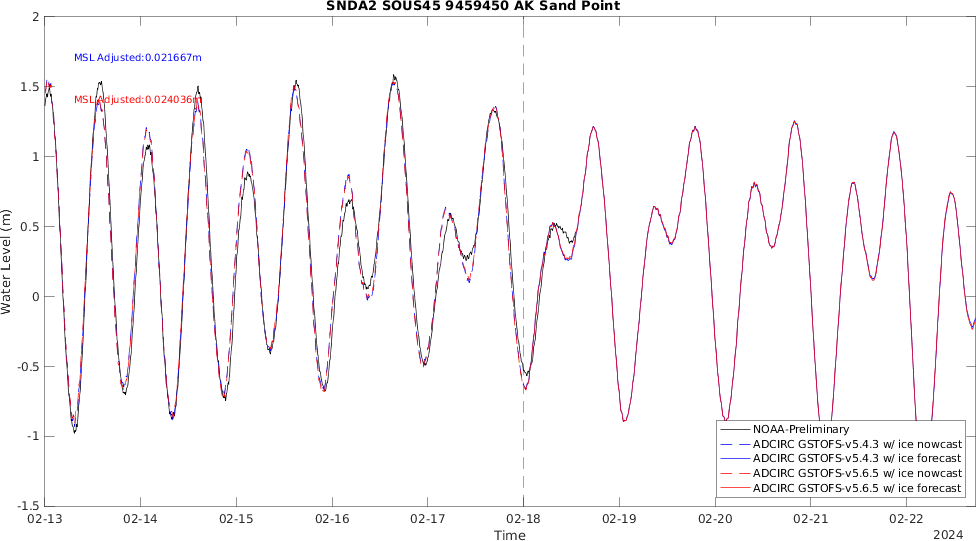 SNDA2 SOUS45 9459450 AK Sand Point
2
1.5
1
0.5
0
-0.5
-1
-1.5
Water Level (m)
MSL Adjusted:0.021667m
MSL Adjusted:0.024036m
NOAA-Preliminary
ADCIRC GSTOFS-v5.4.3 w/ ice nowcast
ADCIRC GSTOFS-v5.4.3 w/ ice forecast
ADCIRC GSTOFS-v5.6.5 w/ ice nowcast
ADCIRC GSTOFS-v5.6.5 w/ ice forecast
02-13 02-14 02-15 02-16 02-17 02-18 02-19 02-20 02-21 02-22
Time
2024